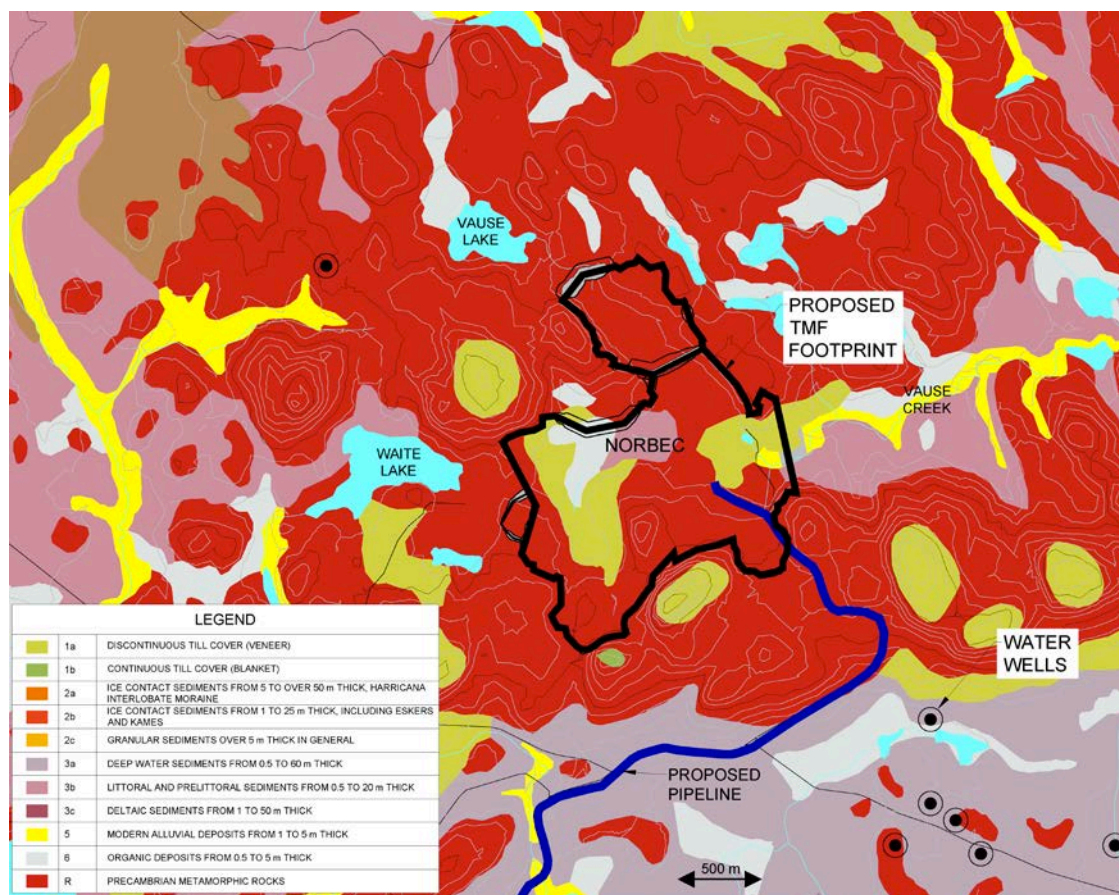 VAUSE
LAKE
PROPOSED
TMF
FOOTPRINT
VAUSE
CREEK
NORBEC
WAITE
LAKE
WATER
WELLS
PROPOSED
PIPELINE
500 m
LEGEND
1a DISCONTINUOUS TILL COVER (VENEER)
1b CONTINUOUS TILL COVER (BLANKET)
2a ICE CONTACT SEDIMENTS FROM 5 TO OVER 50 m THICK, HARRICANA
INTERLOBATE MORAINE
2b ICE CONTACT SEDIMENTS FROM 1 TO 25 m THICK, INCLUDING ESKERS
AND KAMES
2c GRANULAR SEDIMENTS OVER 5 m THICK IN GENERAL
3a DEEP WATER SEDIMENTS FROM 0.5 TO 60 m THICK
3b LITTORAL AND PRELITTORAL SEDIMENTS FROM 0.5 TO 20 m THICK
3c DELTAIC SEDIMENTS FROM 1 TO 50 m THICK
5 MODERN ALLUVIAL DEPOSITS FROM 1 TO 5 m THICK
6 ORGANIC DEPOSITS FROM 0.5 TO 5 m THICK
R PRECAMBRIAN METAMORPHIC ROCKS